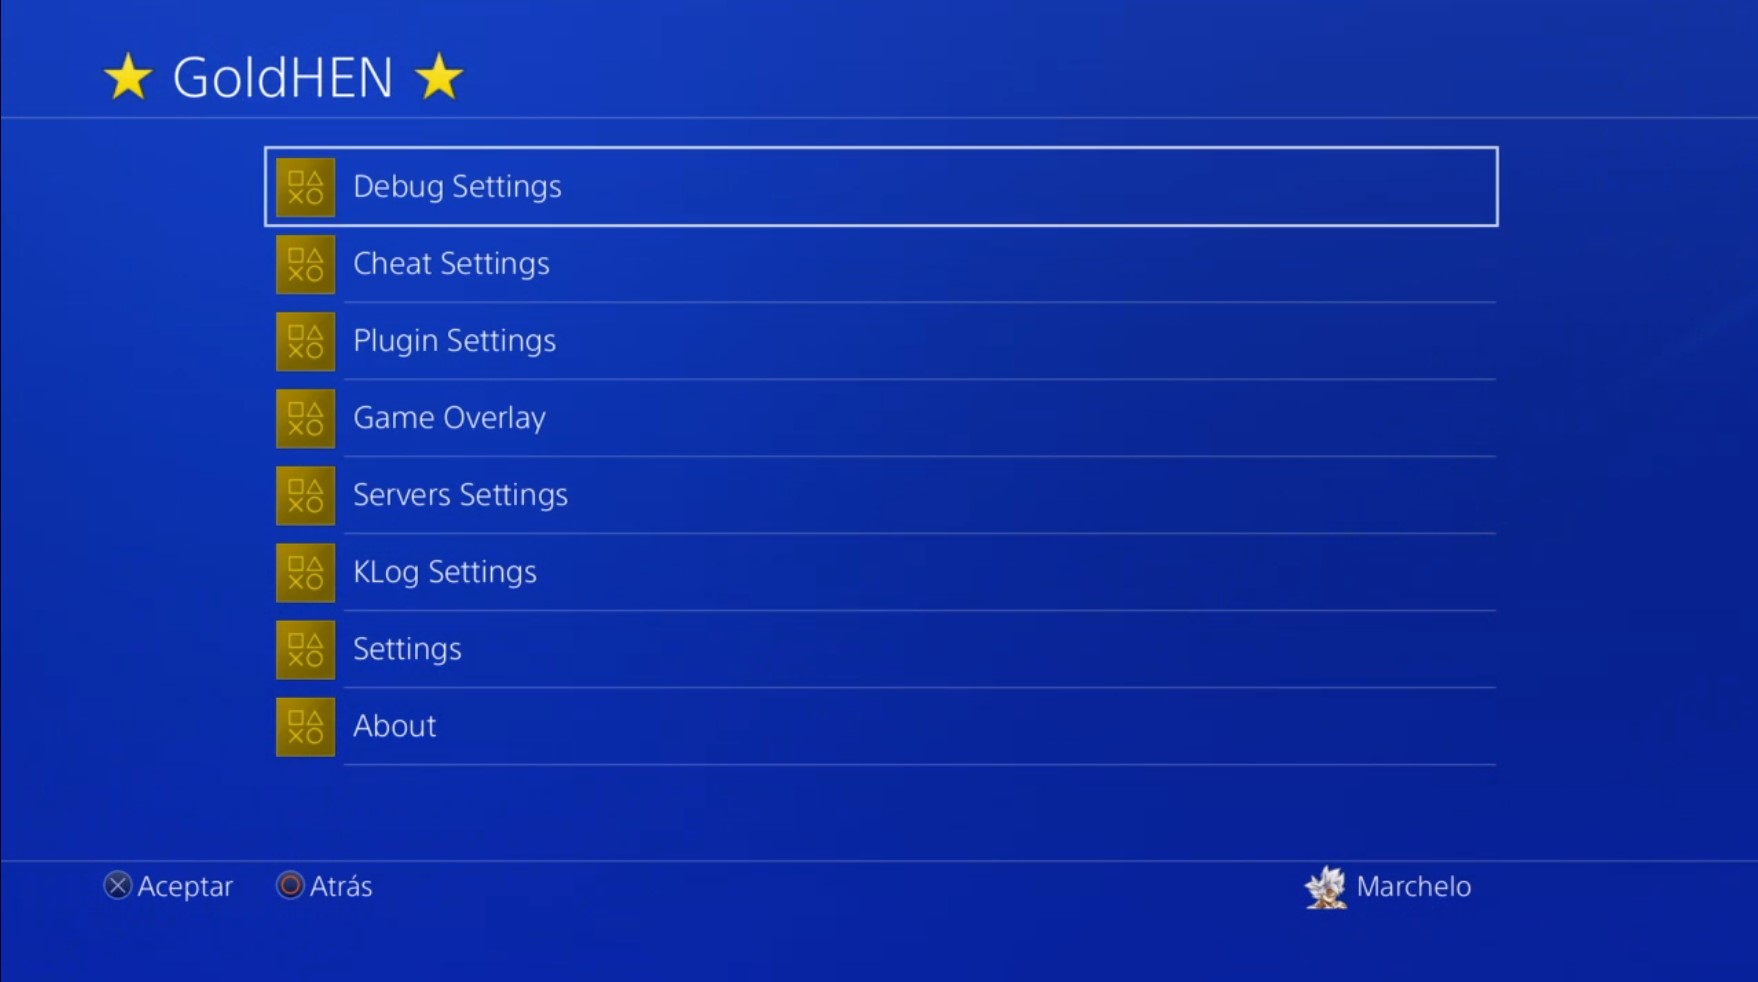 ★ GoldHEN ★
Debug Settings
Cheat Settings
Plugin Settings
Game Overlay
Servers Settings
KLog Settings
Settings
About
Aceptar Atrás Marchelo